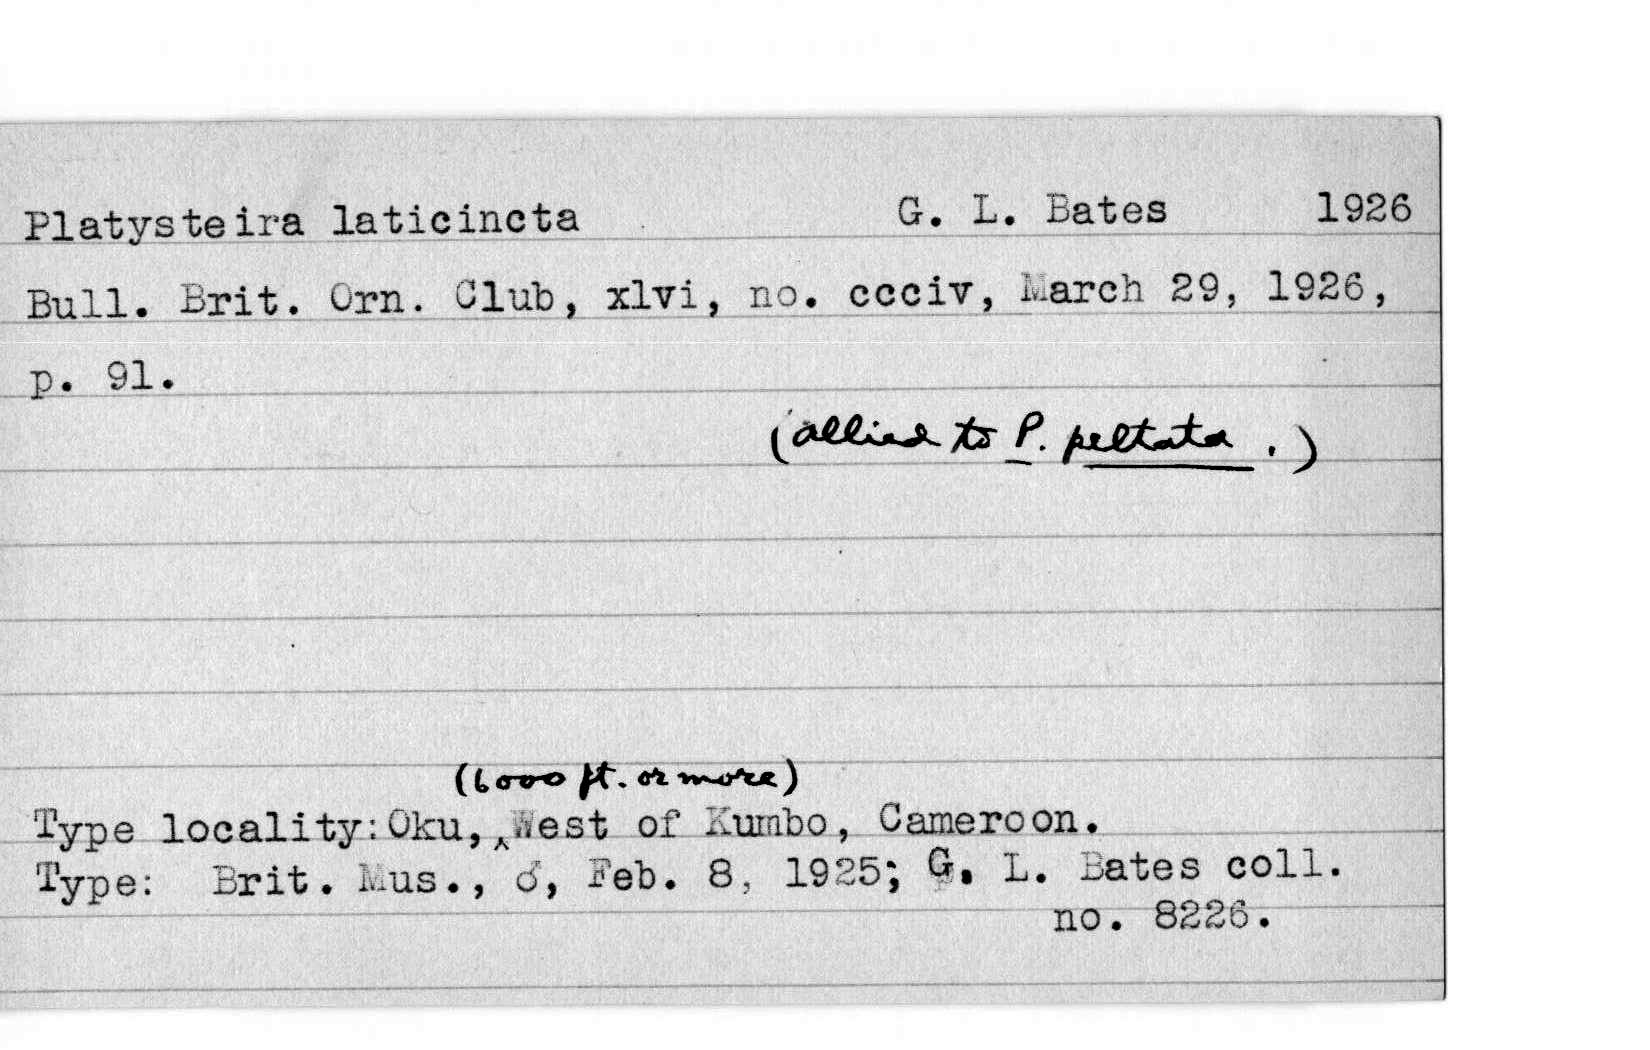 Platysteira laticincta G. L. Bates 1926
Bull. Brit. Orn. Club, xlvi, no. ccciv, March 29, 1926,
p. 91.
(allied to P. peltata.)
(6000 ft. or more)
Type locality: Oku, ‸West of Kumbo, Cameroon.
Type: Brit. Mus., ♂, Feb. 8, 1925; G. L. Bates coll.
no. 8226.